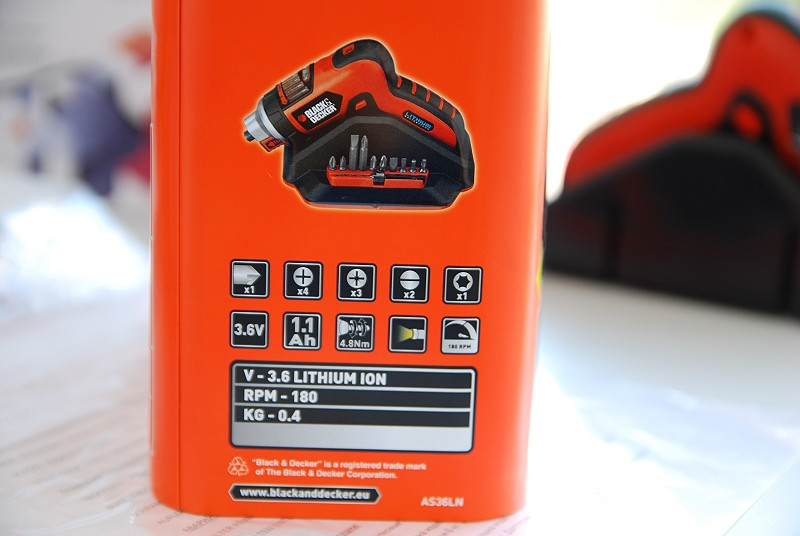 BLACK&
DECKER
LITHIUM
x1
x4
x3
x2
x1
3.6V
1.1
Ah
4.8Nm
180 RPM
V - 3.6 LITHIUM ION
RPM - 180
KG - 0.4
"Black & Decker" is a registered trade mark
of The Black & Decker Corporation.
www.blackanddecker.eu
AS36LN